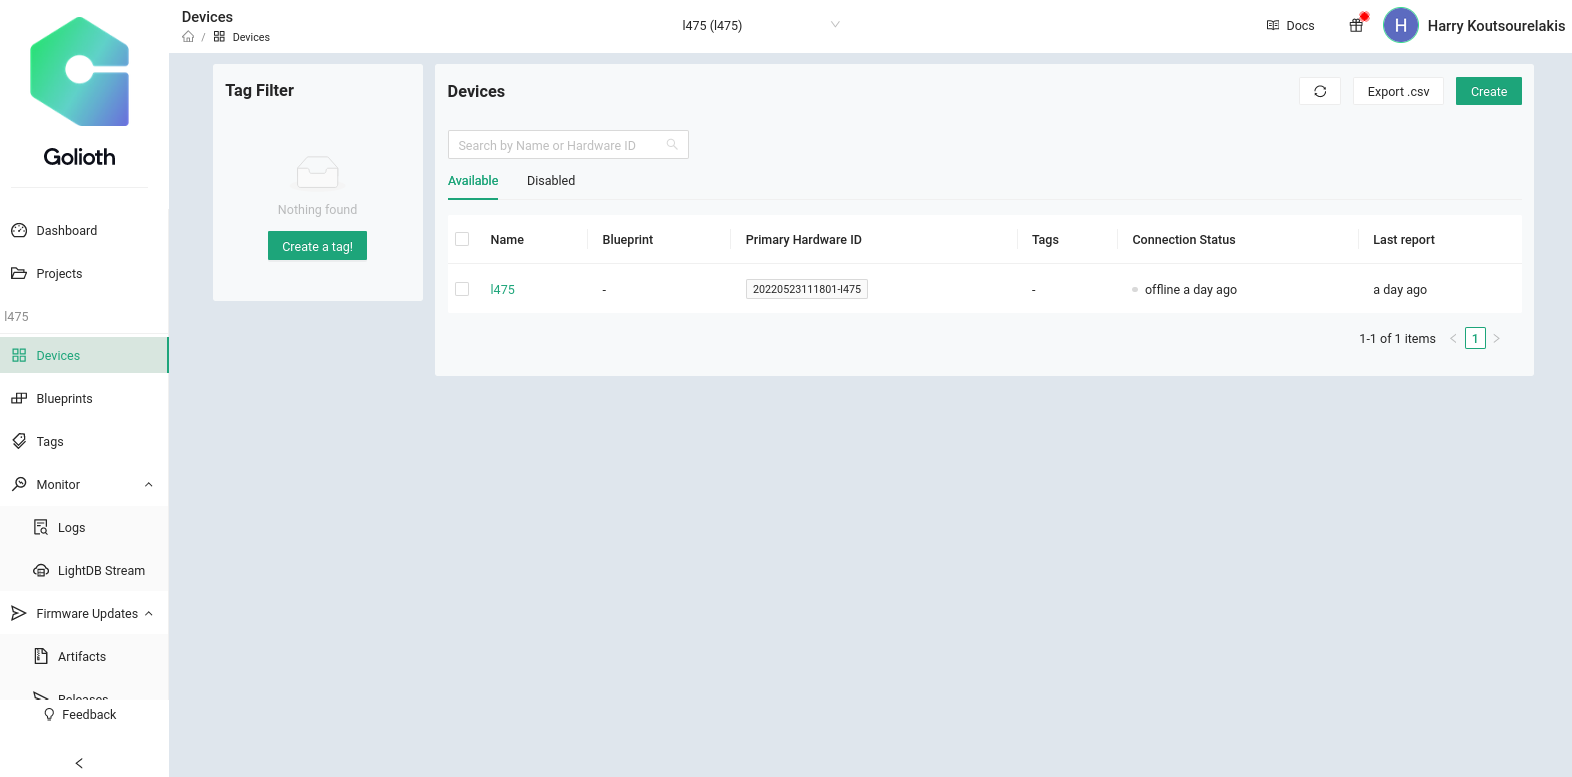 Golioth
Dashboard
Projects
l475
Devices
Blueprints
Tags
Monitor
Logs
LightDB Stream
Firmware Updates
Artifacts
Releases
Feedback
Devices
/ Devices
l475 (l475)
Docs
H
Harry Koutsourelakis
Tag Filter
Nothing found
Create a tag!
Devices
Export .csv
Create
Search by Name or Hardware ID
Available Disabled
Name Blueprint Primary Hardware ID Tags Connection Status Last report
l475 - 20220523111801-l475 - offline a day ago a day ago
1-1 of 1 items < 1 >